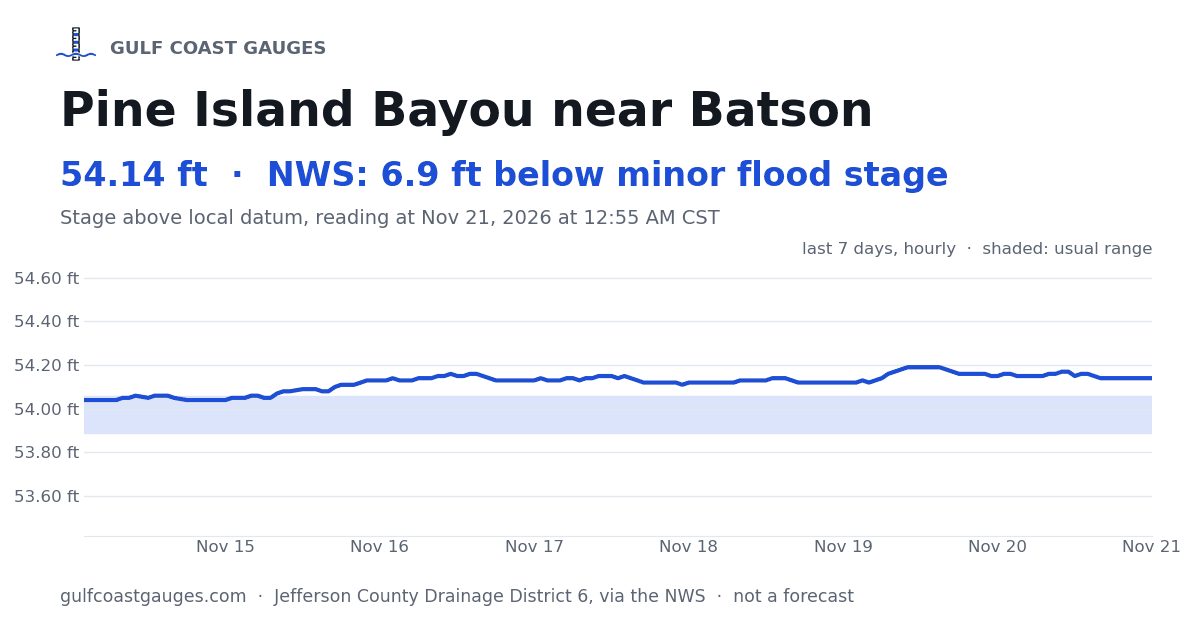 GULF COAST GAUGES
Pine Island Bayou near Batson
54.14 ft · NWS: 6.9 ft below minor flood stage
Stage above local datum, reading at Nov 21, 2026 at 12:55 AM CST
last 7 days, hourly · shaded: usual range
54.60 ft
54.40 ft
54.20 ft
54.00 ft
53.80 ft
53.60 ft
Nov 15 Nov 16 Nov 17 Nov 18 Nov 19 Nov 20 Nov 21
gulfcoastgauges.com · Jefferson County Drainage District 6, via the NWS · not a forecast